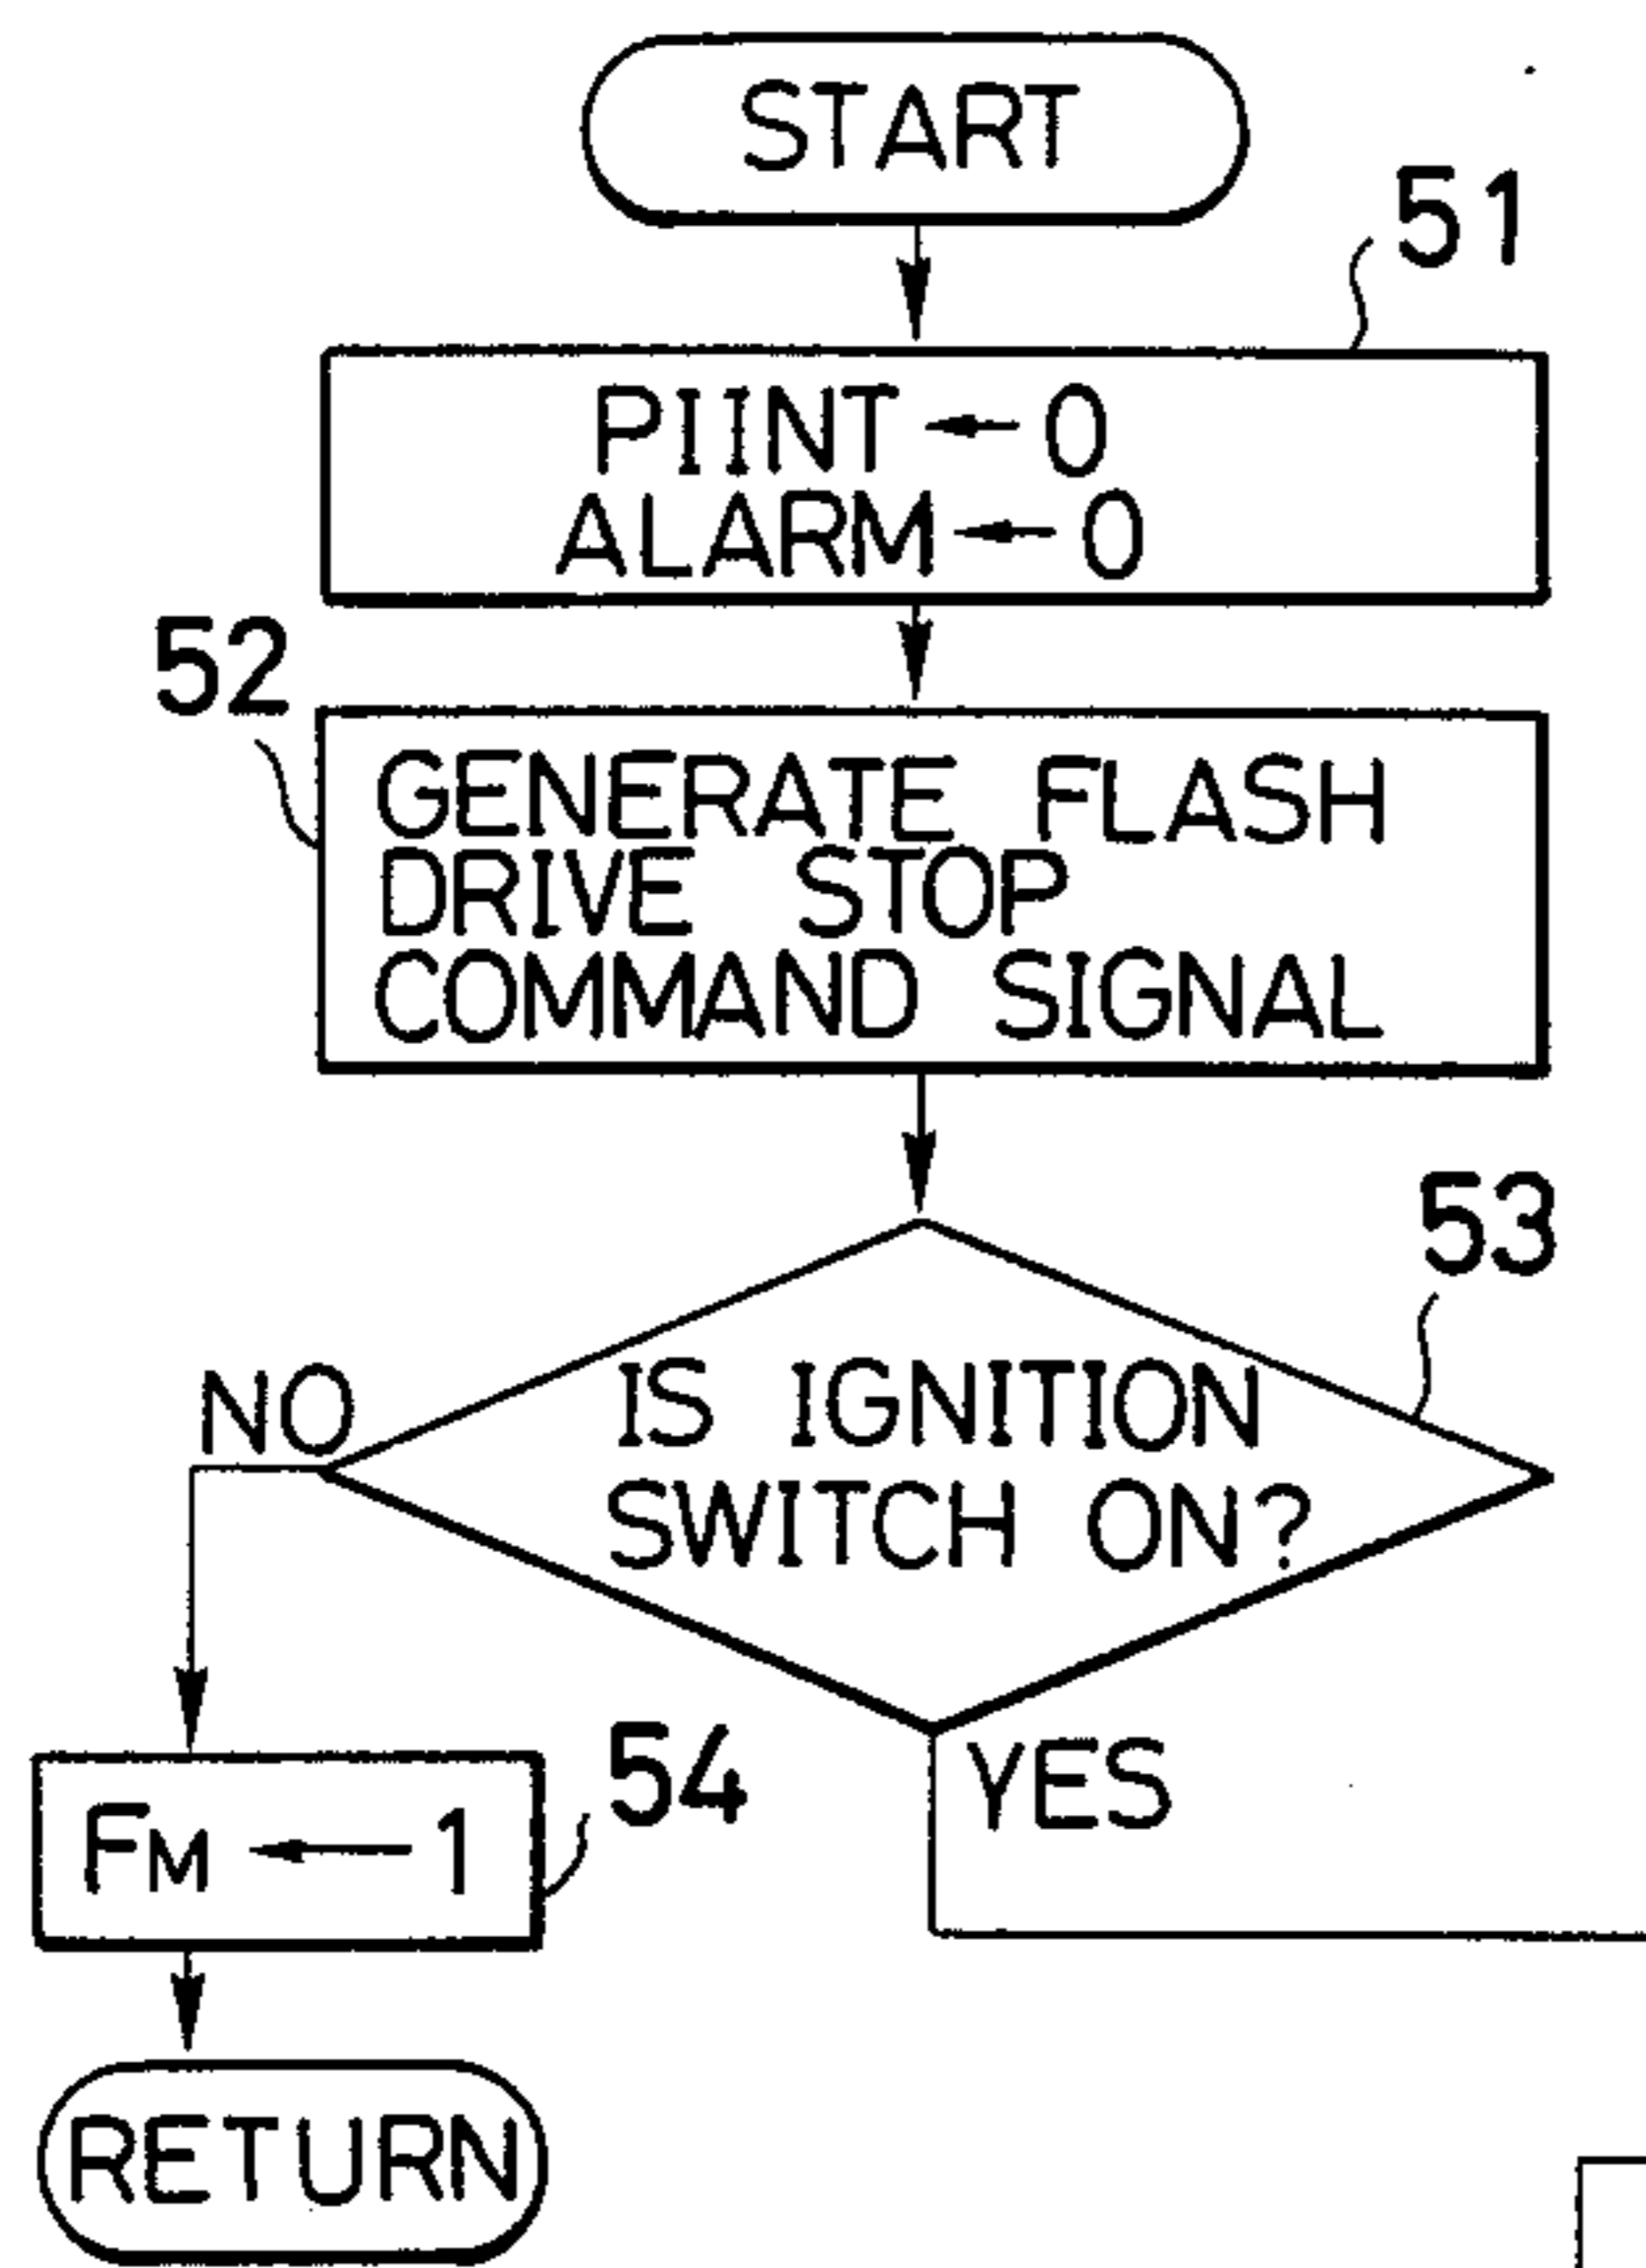 START
51
PIINT ← 0
ALARM ← 0
52
GENERATE FLASH
DRIVE STOP
COMMAND SIGNAL
53
NO
IS IGNITION
SWITCH ON?
54
YES
FM ← 1
RETURN